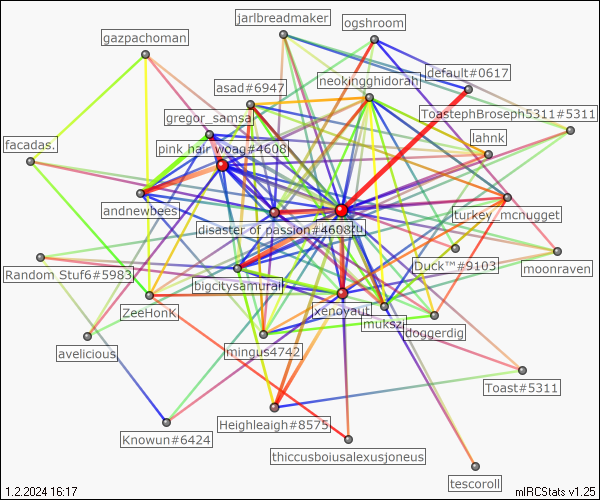 jarlbreadmaker
ogshroom
gazpachoman
default#0617
neokingghidorah
asad#6947
ToastephBroseph5311#5311
gregor_samsa
lahnk
facadas.
pink hair woag#4608
andnewbees
turkey_mcnugget
disaster of passion#4608
Duck™#9103
moonraven
Random Stuf6#5983
bigcitysamurai
ZeeHonK
xenovaut
mukszi
doggerdig
avelicious
mingus4742
Toast#5311
Heighleaigh#8575
Knowun#6424
thiccusboiusalexusjoneus
tescoroll
1.2.2024 16:17
mIRCStats v1.25